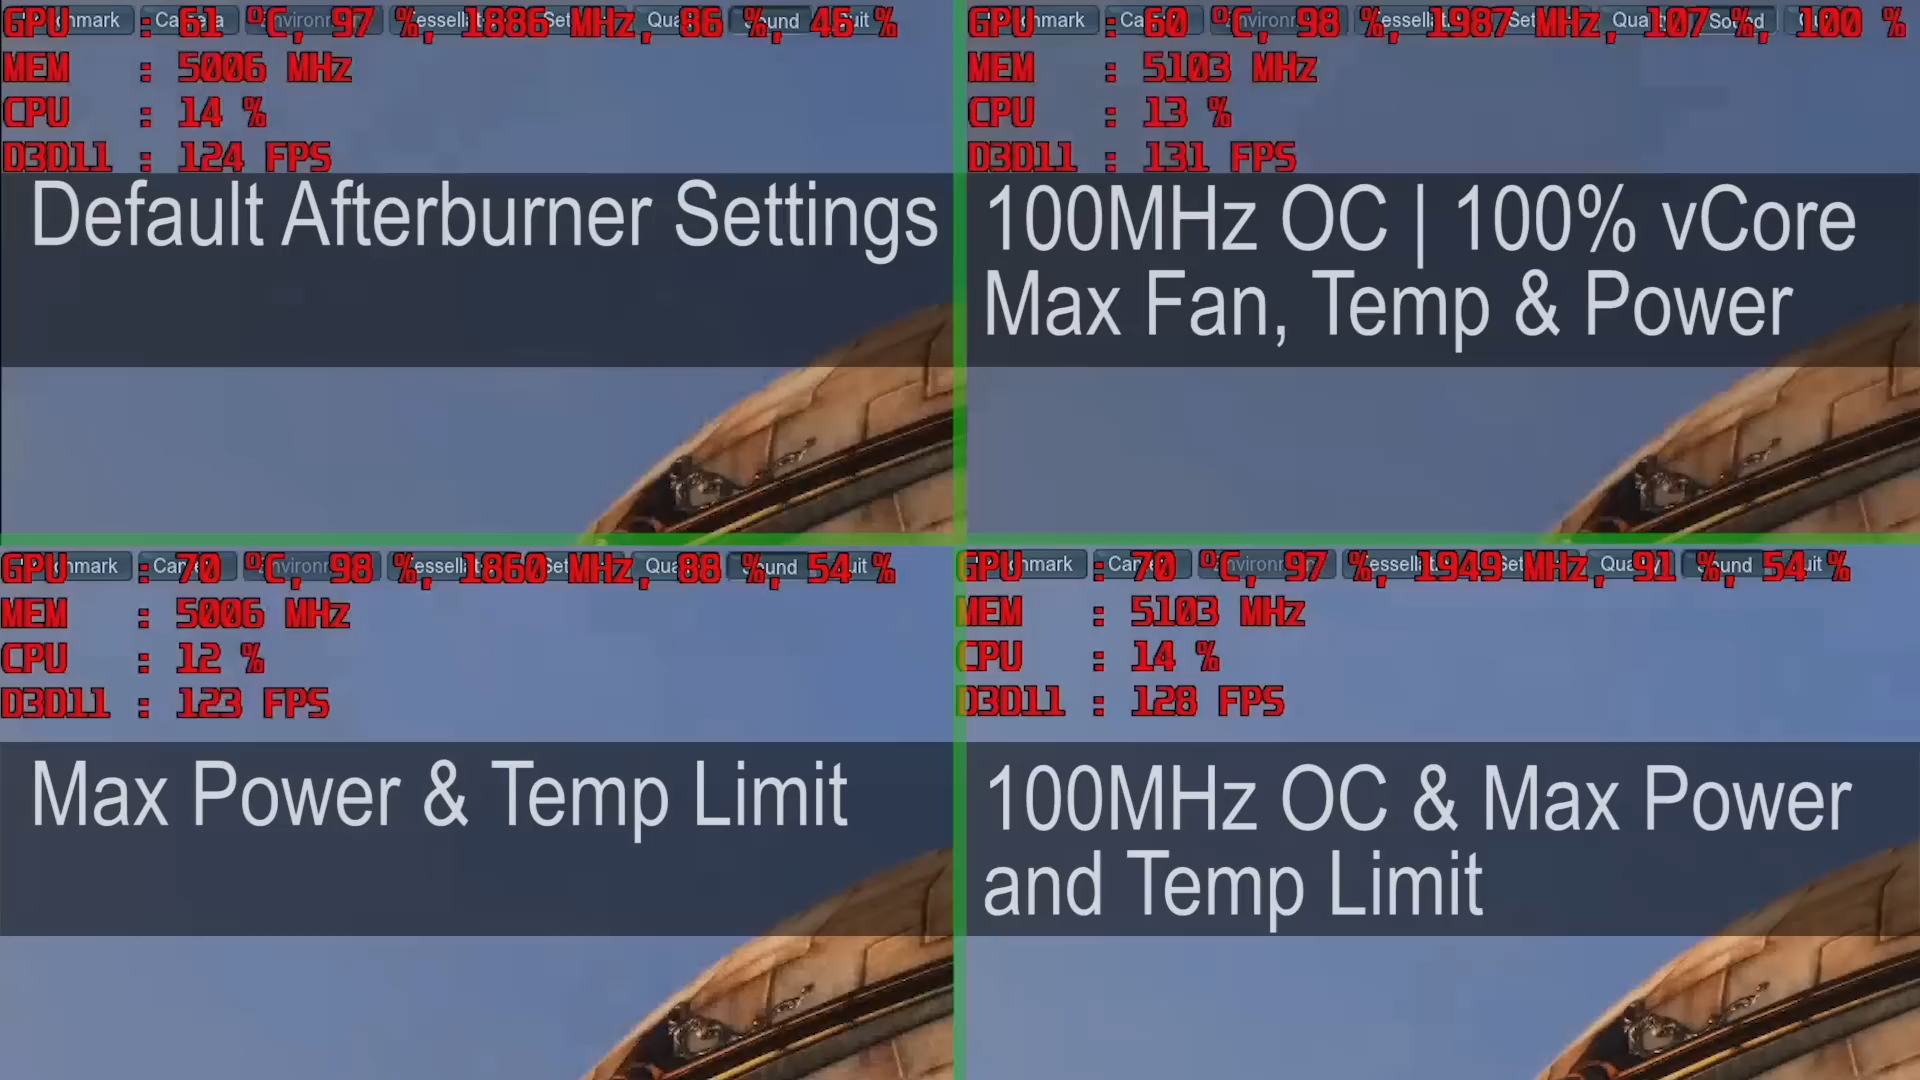 GPU : 61 °C, 97 %, 1886 MHz, 86 %, 46 %
MEM : 5006 MHz
CPU : 14 %
D3D11 : 124 FPS
Default Afterburner Settings
GPU : 60 °C, 98 %, 1987 MHz, 107 %, 100 %
MEM : 5103 MHz
CPU : 13 %
D3D11 : 131 FPS
100MHz OC | 100% vCore
Max Fan, Temp & Power
GPU : 70 °C, 98 %, 1860 MHz, 88 %, 54 %
MEM : 5006 MHz
CPU : 12 %
D3D11 : 123 FPS
Max Power & Temp Limit
GPU : 70 °C, 97 %, 1949 MHz, 91 %, 54 %
MEM : 5103 MHz
CPU : 14 %
D3D11 : 128 FPS
100MHz OC & Max Power
and Temp Limit